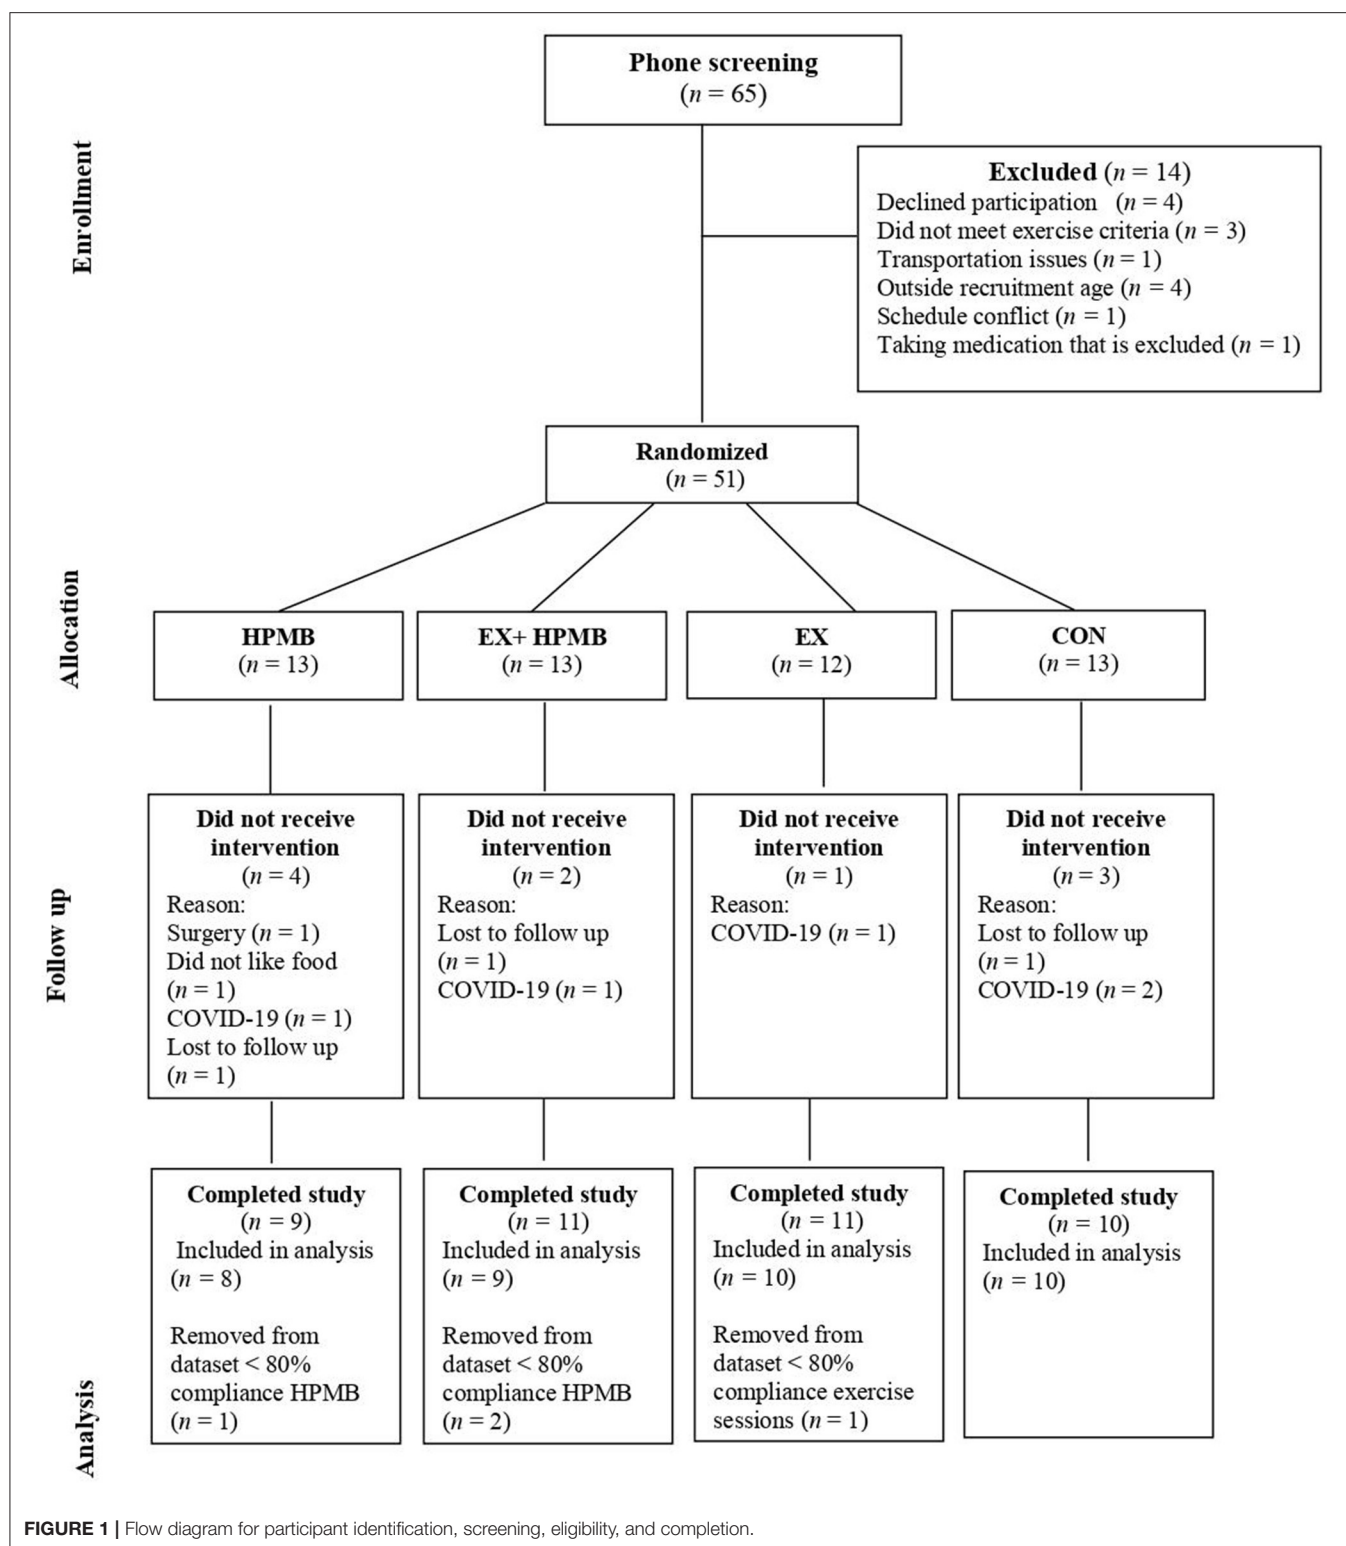 Phone screening
(n = 65)
Enrollment
Excluded (n = 14)
Declined participation (n = 4)
Did not meet exercise criteria (n = 3)
Transportation issues (n = 1)
Outside recruitment age (n = 4)
Schedule conflict (n = 1)
Taking medication that is excluded (n = 1)
Randomized
(n = 51)
Allocation
HPMB
(n = 13)
EX+ HPMB
(n = 13)
EX
(n = 12)
CON
(n = 13)
Follow up
Did not receive
intervention
(n = 4)
Reason:
Surgery (n = 1)
Did not like food
(n = 1)
COVID-19 (n = 1)
Lost to follow up
(n = 1)
Did not receive
intervention
(n = 2)
Reason:
Lost to follow up
(n = 1)
COVID-19 (n = 1)
Did not receive
intervention
(n = 1)
Reason:
COVID-19 (n = 1)
Did not receive
intervention
(n = 3)
Reason:
Lost to follow up
(n = 1)
COVID-19 (n = 2)
Analysis
Completed study
(n = 9)
Included in analysis
(n = 8)
Removed from
dataset < 80%
compliance HPMB
(n = 1)
Completed study
(n = 11)
Included in analysis
(n = 9)
Removed from
dataset < 80%
compliance HPMB
(n = 2)
Completed study
(n = 11)
Included in analysis
(n = 10)
Removed from
dataset < 80%
compliance exercise
sessions (n = 1)
Completed study
(n = 10)
Included in analysis
(n = 10)
FIGURE 1 | Flow diagram for participant identification, screening, eligibility, and completion.